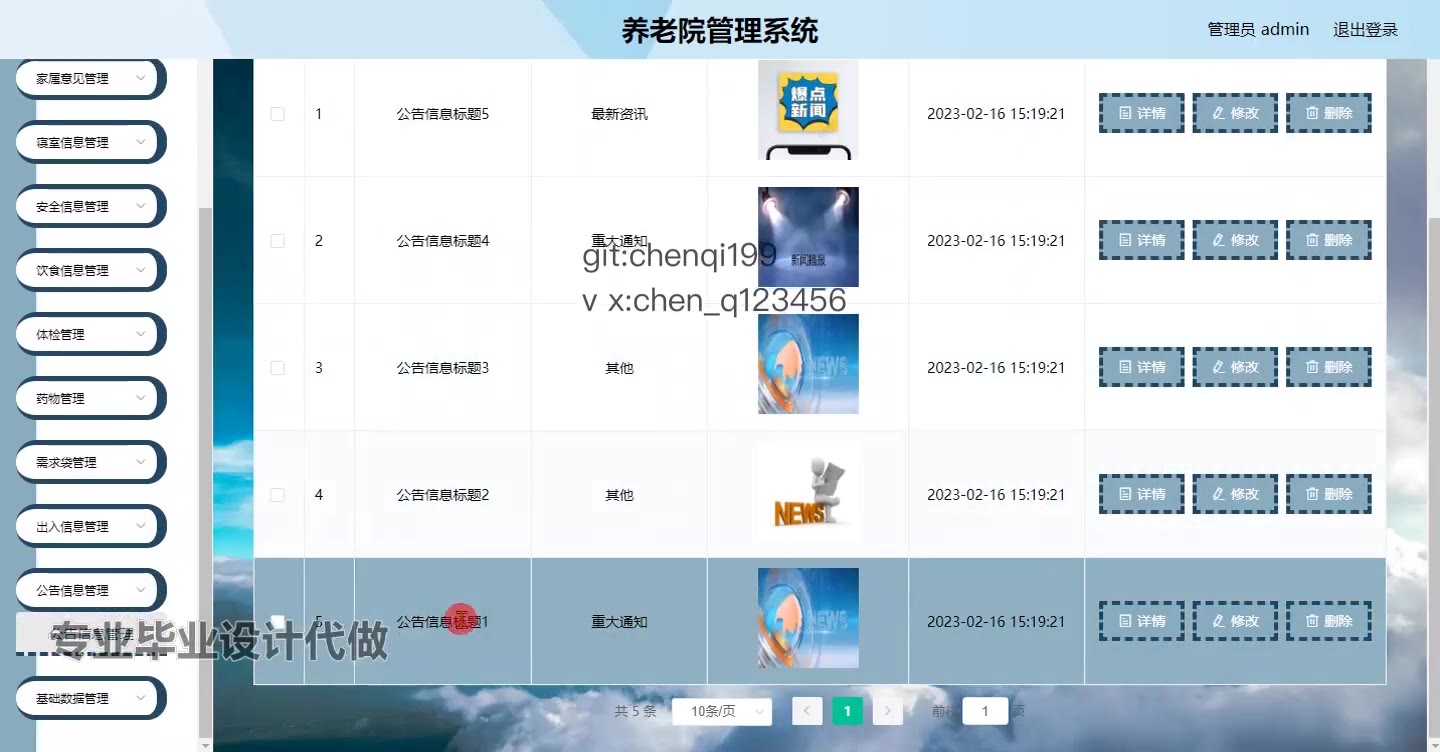 养老院管理系统
管理员 admin 退出登录
家属意见管理
寝室信息管理
安全信息管理
饮食信息管理
体检管理
药物管理
需求袋管理
出入信息管理
公告信息管理
公告信息管理
基础数据管理
1 公告信息标题5 最新资讯 爆点新闻 2023-02-16 15:19:21 详情 修改 删除
2 公告信息标题4 重大通知 新闻播报 2023-02-16 15:19:21 详情 修改 删除
git:chenqi199
v x:chen_q123456
3 公告信息标题3 其他 NEWS 2023-02-16 15:19:21 详情 修改 删除
4 公告信息标题2 其他 NEWS 2023-02-16 15:19:21 详情 修改 删除
5 公告信息标题1 重大通知 NEWS 2023-02-16 15:19:21 详情 修改 删除
专业毕业设计代做
共 5 条 10条/页 1 前往 1 页